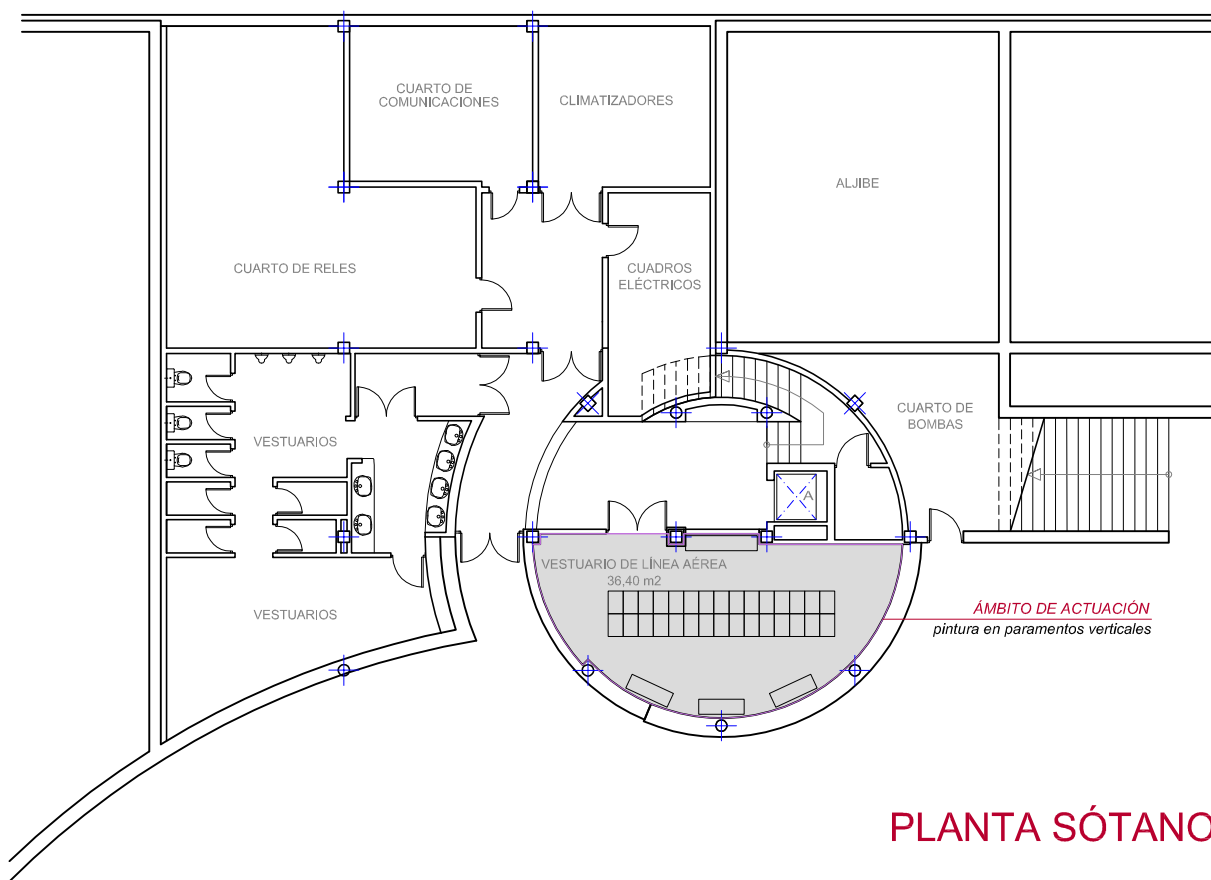 CUARTO DE
COMUNICACIONES
CLIMATIZADORES
ALJIBE
CUARTO DE RELES
CUADROS
ELÉCTRICOS
CUARTO DE
BOMBAS
VESTUARIOS
A
VESTUARIO DE LÍNEA AÉREA
36,40 m2
VESTUARIOS
ÁMBITO DE ACTUACIÓN
pintura en paramentos verticales
PLANTA SÓTANO